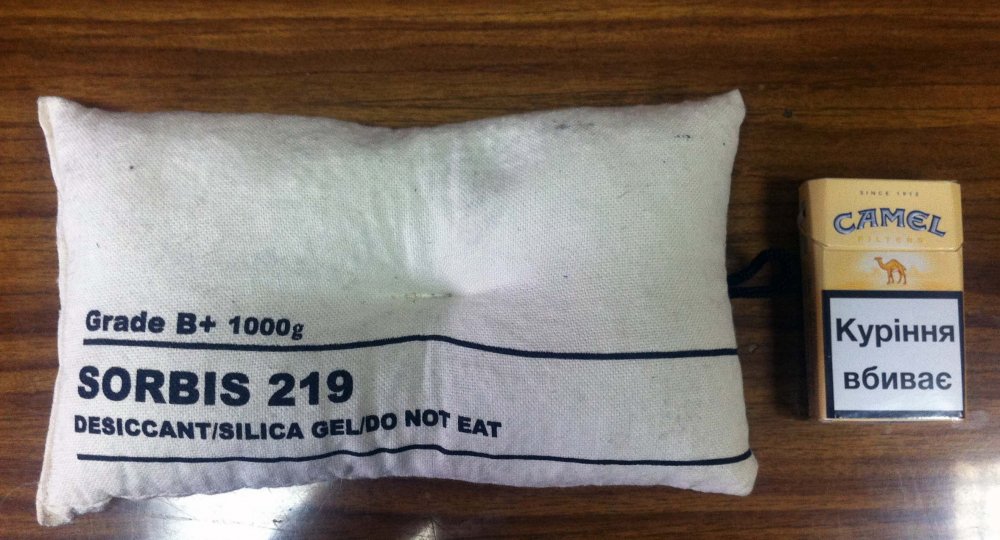 Grade B+ 1000g
SORBIS 219
DESICCANT/SILICA GEL/DO NOT EAT
SINCE 1913
CAMEL
FILTERS
Куріння
вбиває